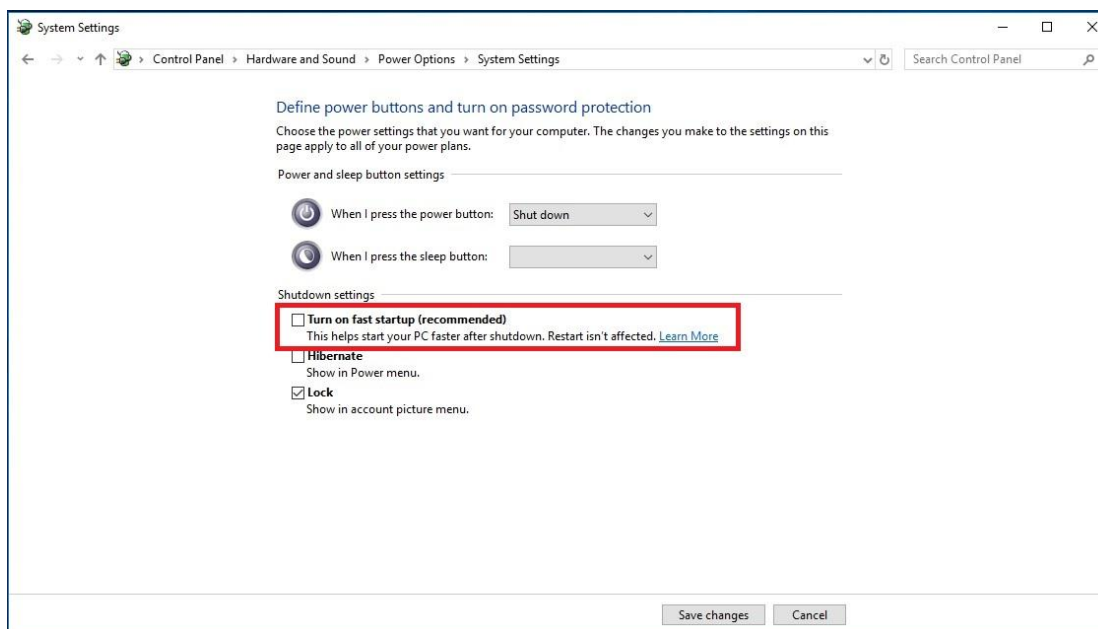 System Settings
Control Panel > Hardware and Sound > Power Options > System Settings
Search Control Panel
Define power buttons and turn on password protection
Choose the power settings that you want for your computer. The changes you make to the settings on this
page apply to all of your power plans.
Power and sleep button settings
When I press the power button: Shut down
When I press the sleep button:
Shutdown settings
Turn on fast startup (recommended)
This helps start your PC faster after shutdown. Restart isn't affected. Learn More
Hibernate
Show in Power menu.
Lock
Show in account picture menu.
Save changes Cancel